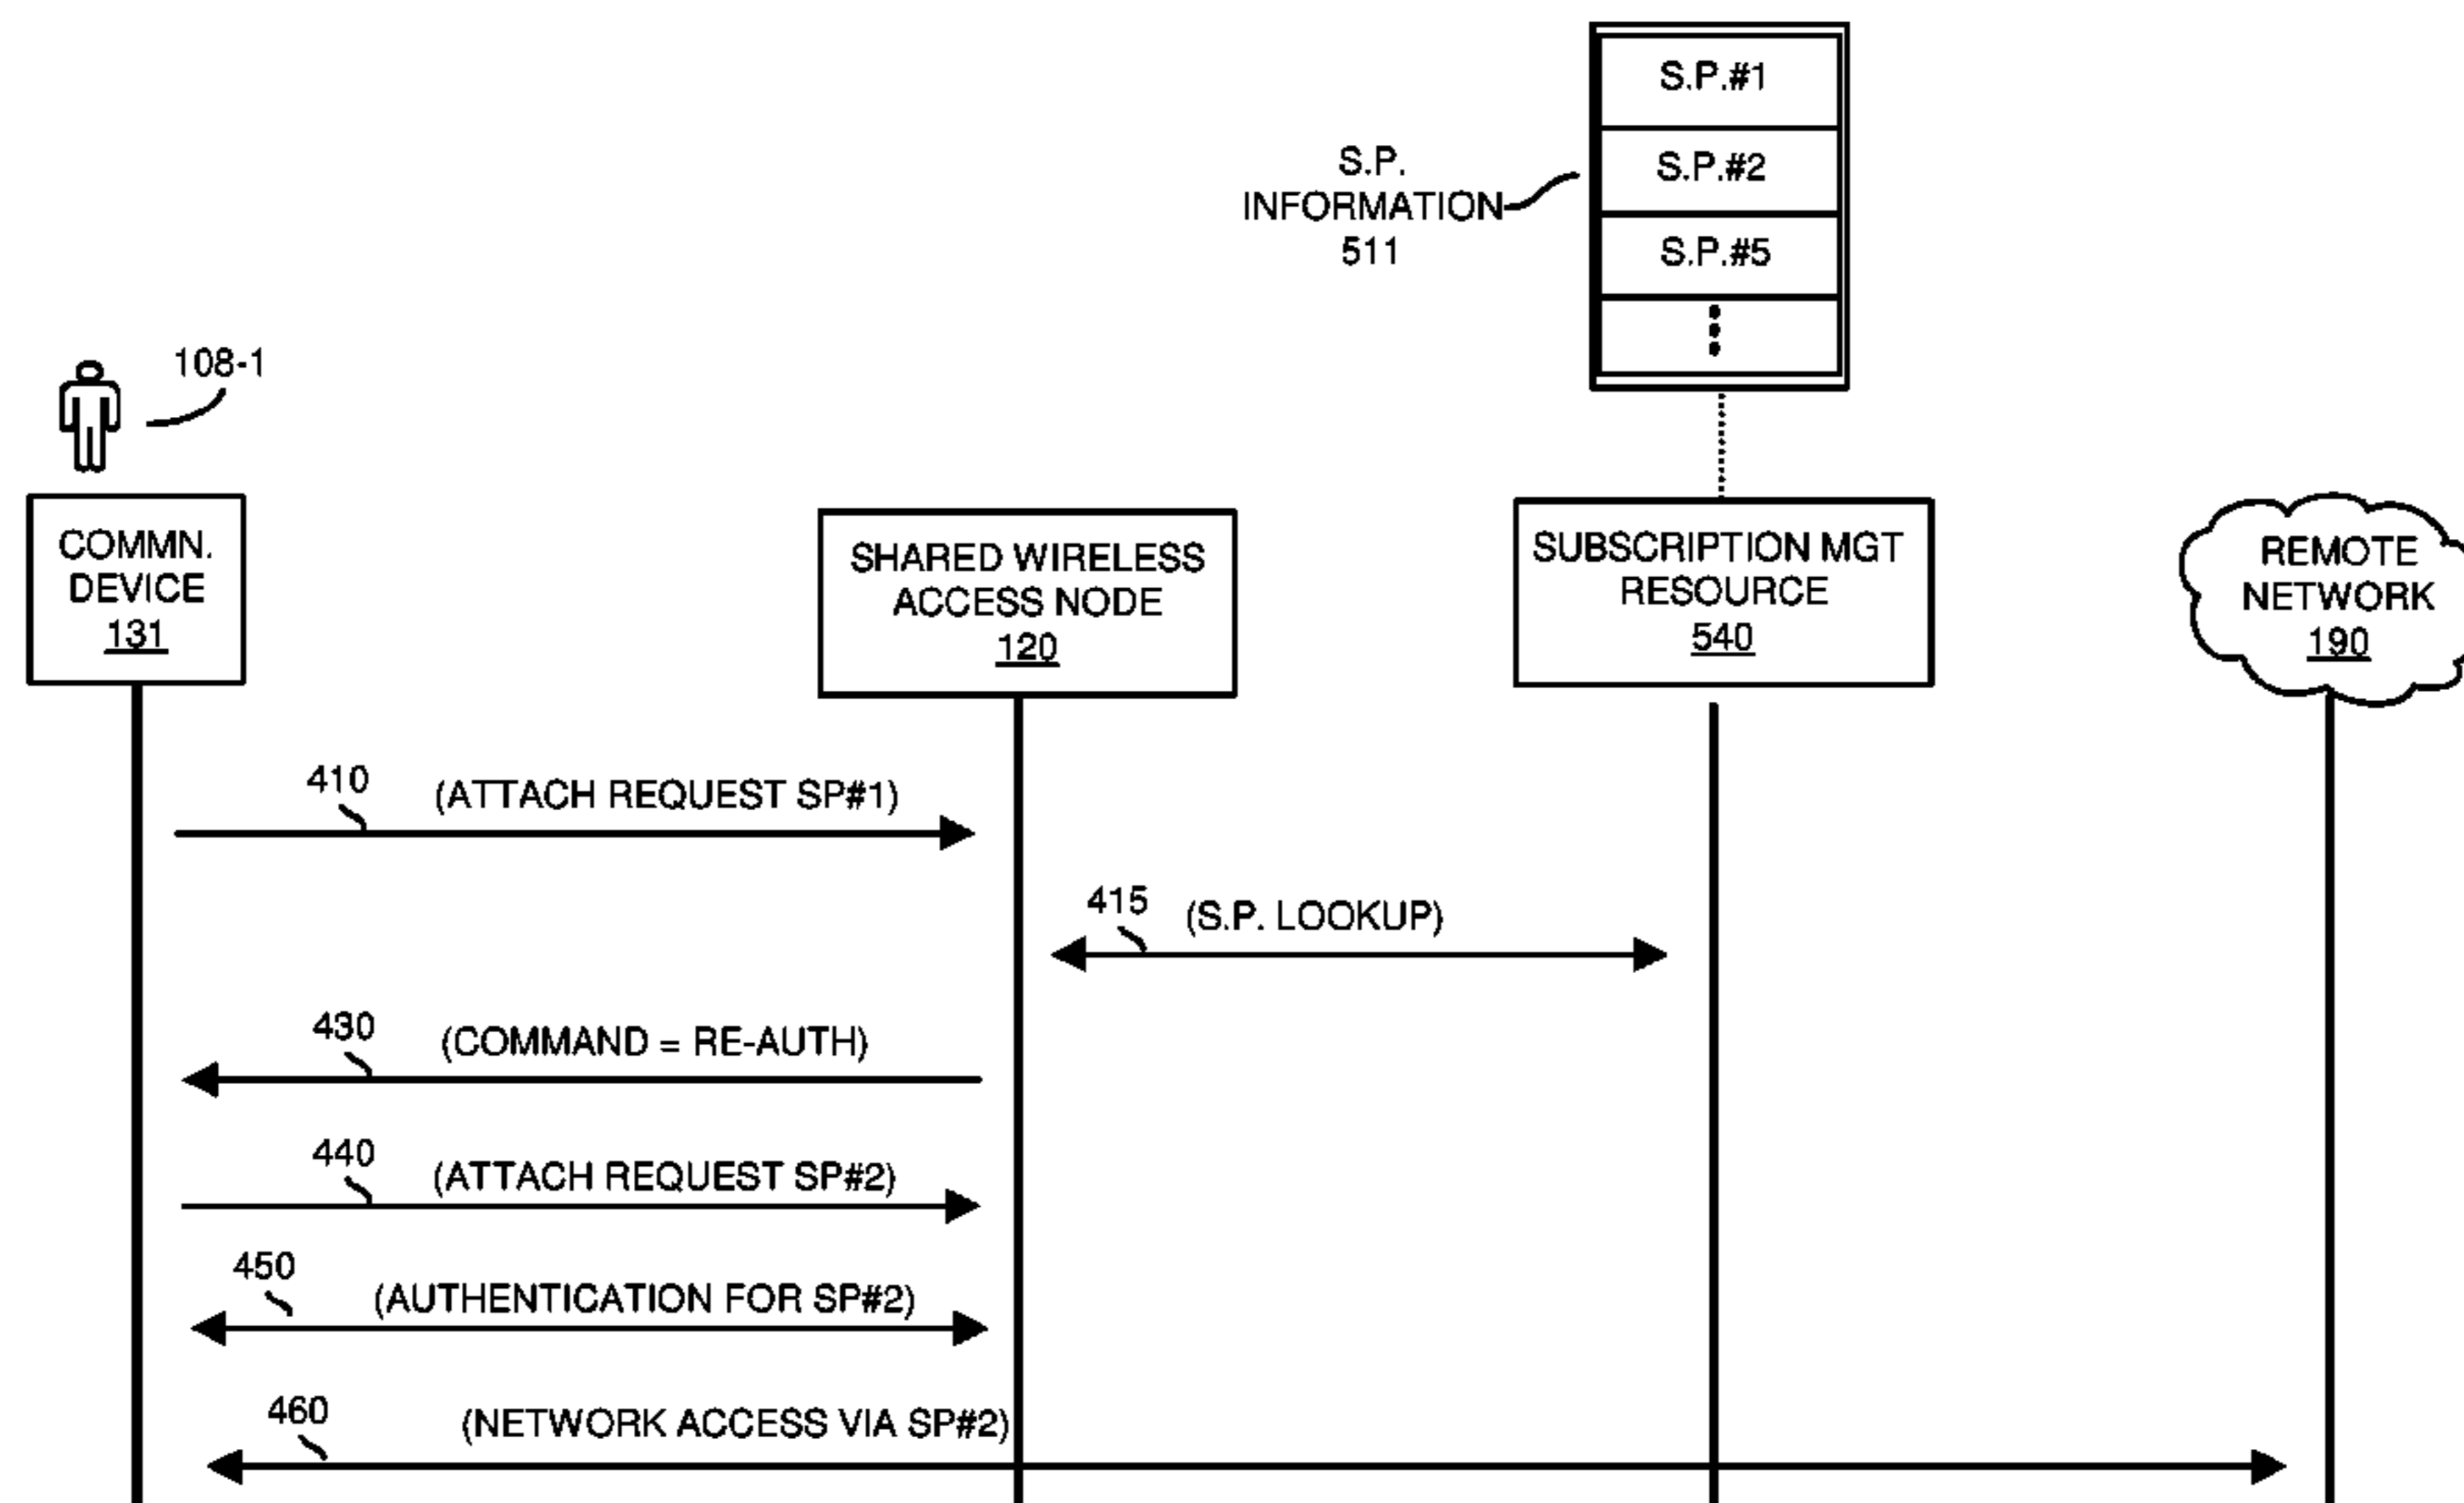 S.P.#1
S.P.#2
S.P.#5
S.P.
INFORMATION
511
108-1
COMMN.
DEVICE
131
SHARED WIRELESS
ACCESS NODE
120
SUBSCRIPTION MGT
RESOURCE
540
REMOTE
NETWORK
190
410
(ATTACH REQUEST SP#1)
415
(S.P. LOOKUP)
430
(COMMAND = RE-AUTH)
440
(ATTACH REQUEST SP#2)
450
(AUTHENTICATION FOR SP#2)
460
(NETWORK ACCESS VIA SP#2)